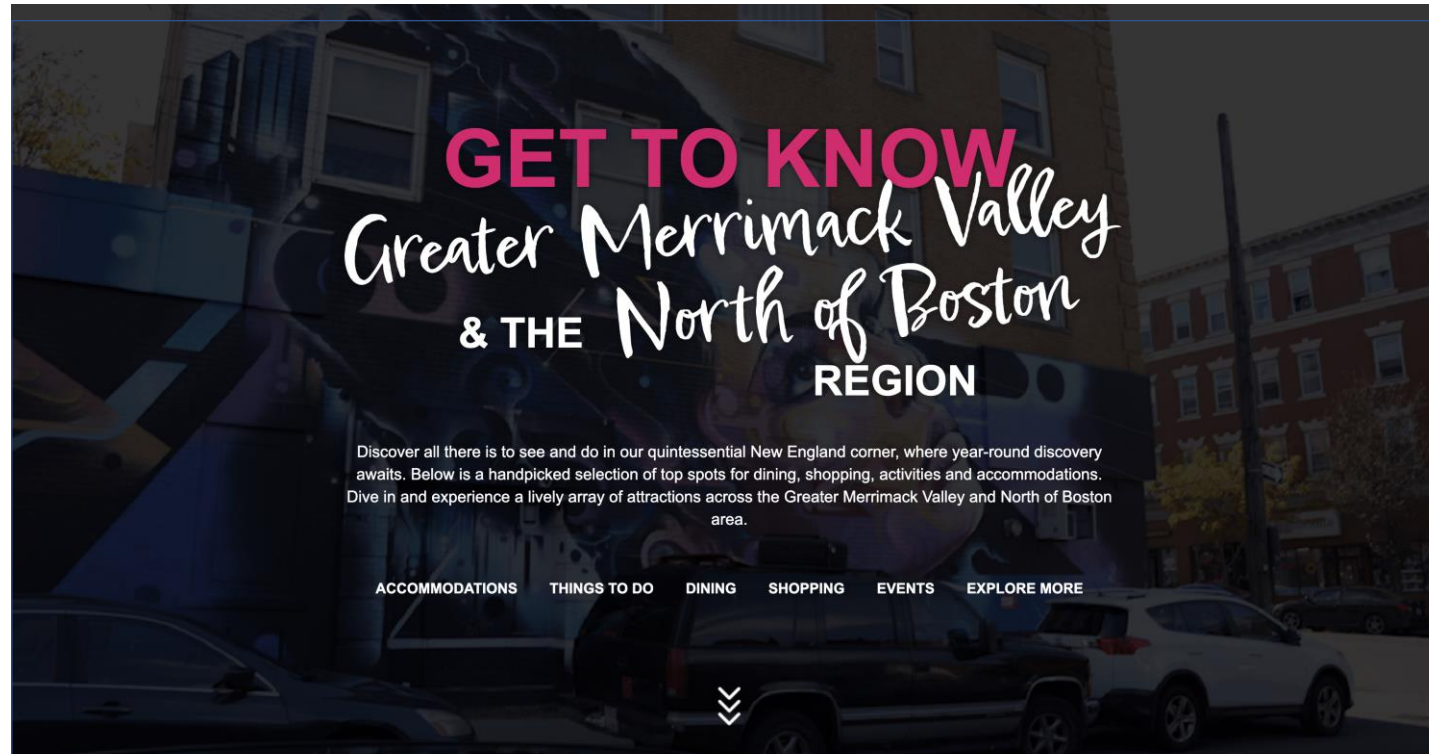 GET TO KNOW
Greater Merrimack Valley
& THE North of Boston
REGION
Discover all there is to see and do in our quintessential New England corner, where year-round discovery
awaits. Below is a handpicked selection of top spots for dining, shopping, activities and accommodations.
Dive in and experience a lively array of attractions across the Greater Merrimack Valley and North of Boston
area.
ACCOMMODATIONS THINGS TO DO DINING SHOPPING EVENTS EXPLORE MORE